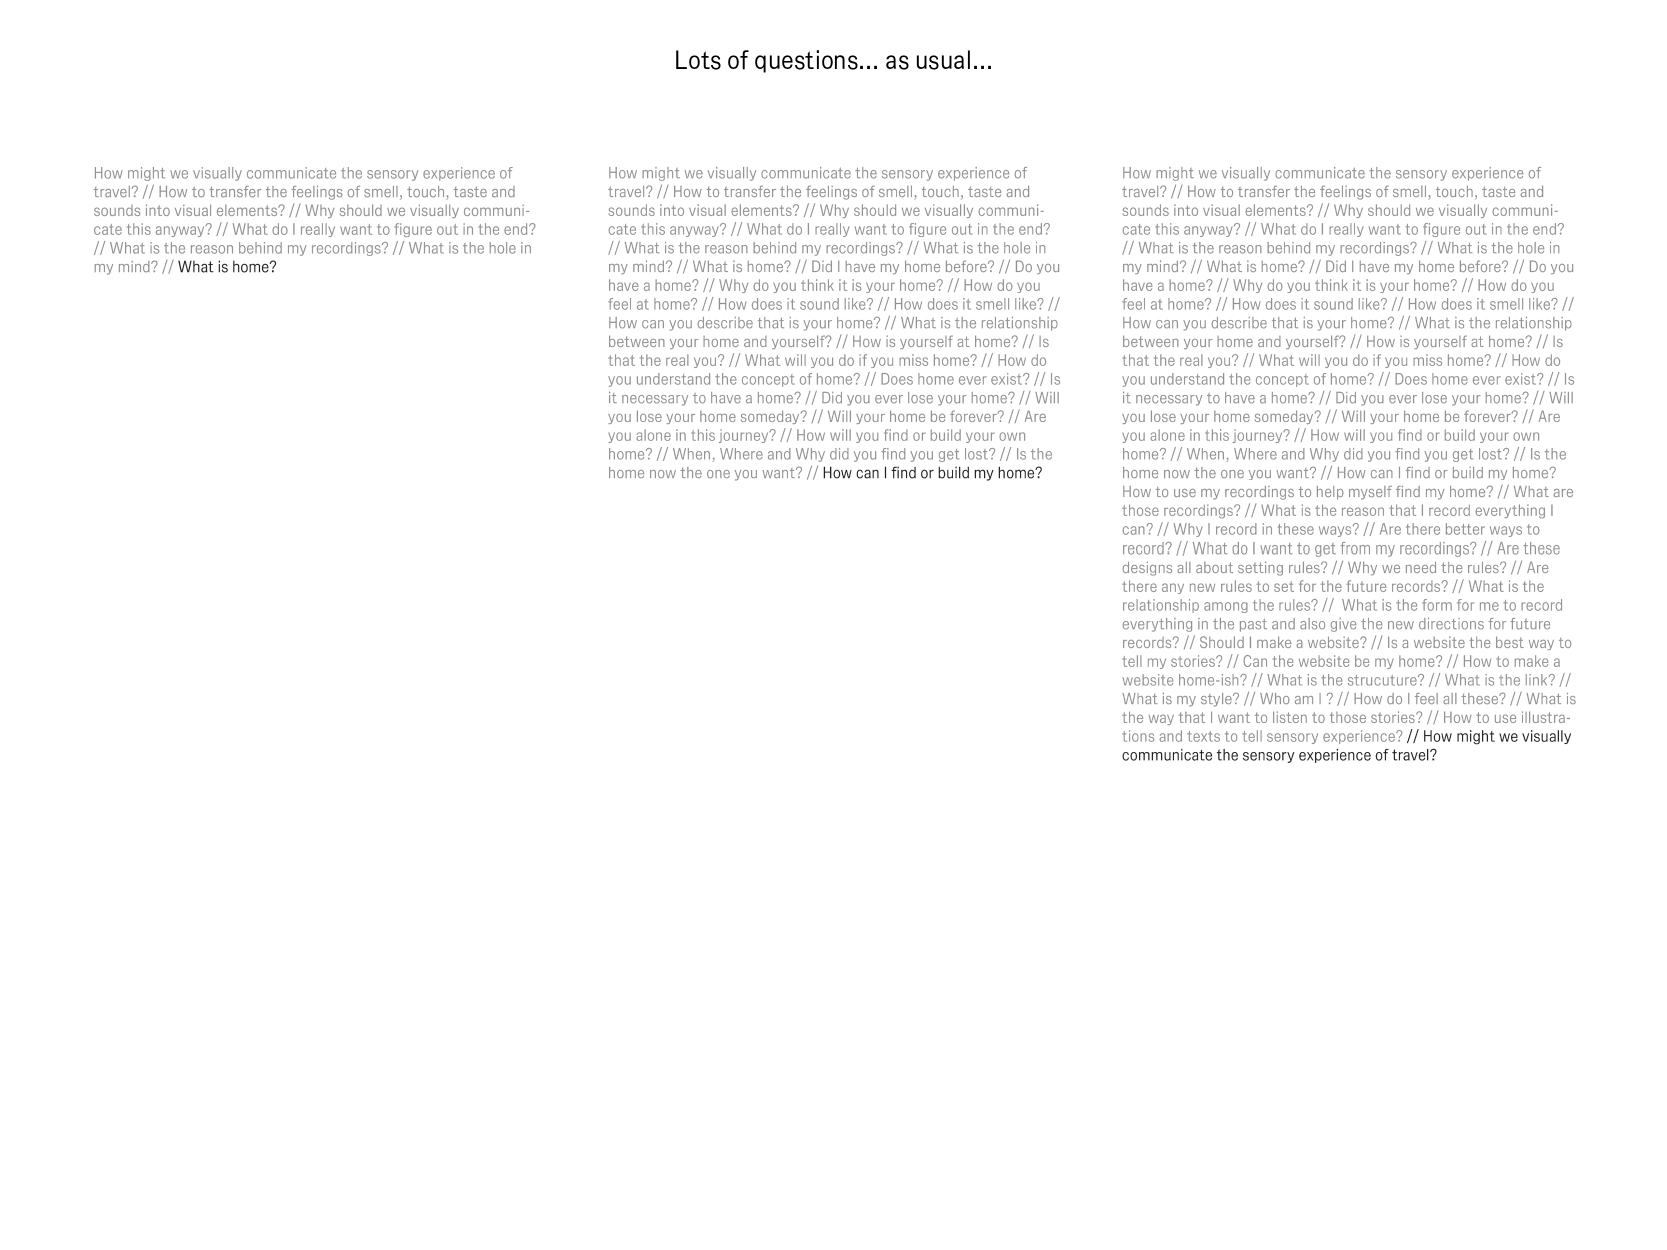 Lots of questions... as usual...
How might we visually communicate the sensory experience of
travel? // How to transfer the feelings of smell, touch, taste and
sounds into visual elements? // Why should we visually communi-
cate this anyway? // What do I really want to figure out in the end?
// What is the reason behind my recordings? // What is the hole in
my mind? // What is home?
How might we visually communicate the sensory experience of
travel? // How to transfer the feelings of smell, touch, taste and
sounds into visual elements? // Why should we visually communi-
cate this anyway? // What do I really want to figure out in the end?
// What is the reason behind my recordings? // What is the hole in
my mind? // What is home? // Did I have my home before? // Do you
have a home? // Why do you think it is your home? // How do you
feel at home? // How does it sound like? // How does it smell like? //
How can you describe that is your home? // What is the relationship
between your home and yourself? // How is yourself at home? // Is
that the real you? // What will you do if you miss home? // How do
you understand the concept of home? // Does home ever exist? // Is
it necessary to have a home? // Did you ever lose your home? // Will
you lose your home someday? // Will your home be forever? // Are
you alone in this journey? // How will you find or build your own
home? // When, Where and Why did you find you get lost? // Is the
home now the one you want? // How can I find or build my home?
How might we visually communicate the sensory experience of
travel? // How to transfer the feelings of smell, touch, taste and
sounds into visual elements? // Why should we visually communi-
cate this anyway? // What do I really want to figure out in the end?
// What is the reason behind my recordings? // What is the hole in
my mind? // What is home? // Did I have my home before? // Do you
have a home? // Why do you think it is your home? // How do you
feel at home? // How does it sound like? // How does it smell like? //
How can you describe that is your home? // What is the relationship
between your home and yourself? // How is yourself at home? // Is
that the real you? // What will you do if you miss home? // How do
you understand the concept of home? // Does home ever exist? // Is
it necessary to have a home? // Did you ever lose your home? // Will
you lose your home someday? // Will your home be forever? // Are
you alone in this journey? // How will you find or build your own
home? // When, Where and Why did you find you get lost? // Is the
home now the one you want? // How can I find or build my home?
How to use my recordings to help myself find my home? // What are
those recordings? // What is the reason that I record everything I
can? // Why I record in these ways? // Are there better ways to
record? // What do I want to get from my recordings? // Are these
designs all about setting rules? // Why we need the rules? // Are
there any new rules to set for the future records? // What is the
relationship among the rules? // What is the form for me to record
everything in the past and also give the new directions for future
records? // Should I make a website? // Is a website the best way to
tell my stories? // Can the website be my home? // How to make a
website home-ish? // What is the strucuture? // What is the link? //
What is my style? // Who am I ? // How do I feel all these? // What is
the way that I want to listen to those stories? // How to use illustra-
tions and texts to tell sensory experience? // How might we visually
communicate the sensory experience of travel?